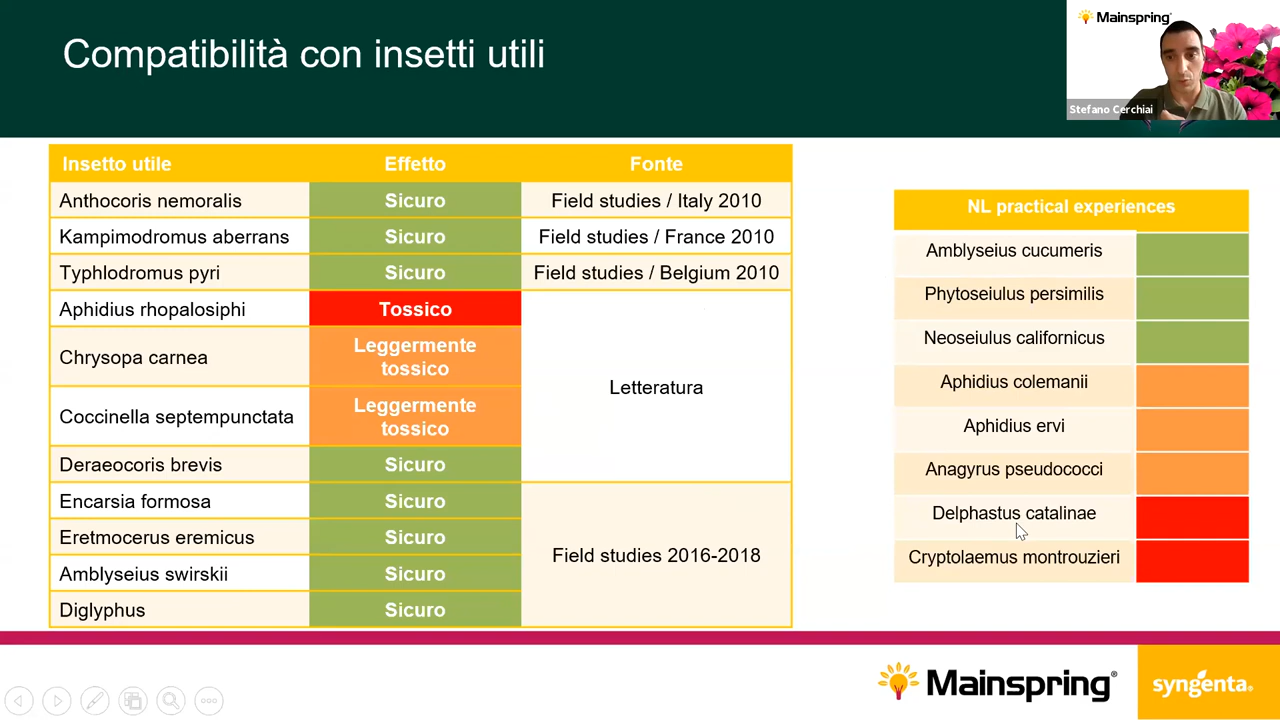 Compatibilità con insetti utili
Mainspring
Stefano Cerchiai
Insetto utile Effetto Fonte
Anthocoris nemoralis Sicuro Field studies / Italy 2010
Kampimodromus aberrans Sicuro Field studies / France 2010
Typhlodromus pyri Sicuro Field studies / Belgium 2010
Aphidius rhopalosiphi Tossico
Chrysopa carnea Leggermente
tossico
Letteratura
Coccinella septempunctata Leggermente
tossico
Deraeocoris brevis Sicuro
Encarsia formosa Sicuro
Eretmocerus eremicus Sicuro
Field studies 2016-2018
Amblyseius swirskii Sicuro
Diglyphus Sicuro
NL practical experiences
Amblyseius cucumeris
Phytoseiulus persimilis
Neoseiulus californicus
Aphidius colemanii
Aphidius ervi
Anagyrus pseudococci
Delphastus catalinae
Cryptolaemus montrouzieri
Mainspring®
syngenta®